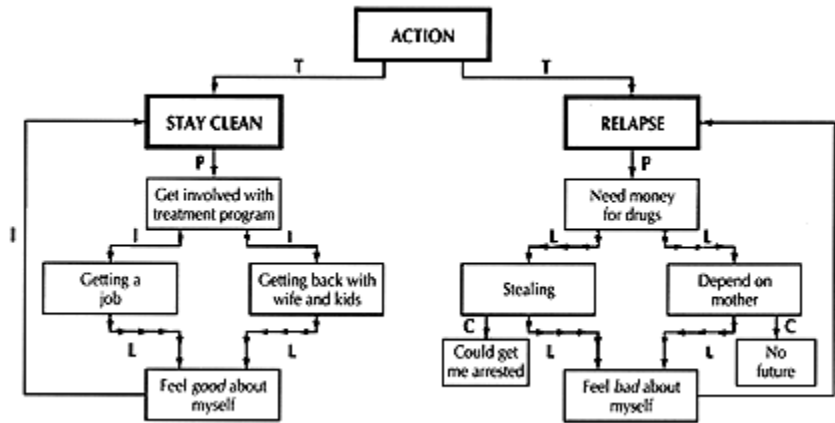 ACTION
T
T
STAY CLEAN
RELAPSE
P
P
Get involved with
treatment program
Need money
for drugs
I
I
I
L
L
Getting a
job
Getting back with
wife and kids
Stealing
Depend on
mother
L
L
C
L
L
C
Could get
me arrested
No
future
Feel good about
myself
Feel bad about
myself